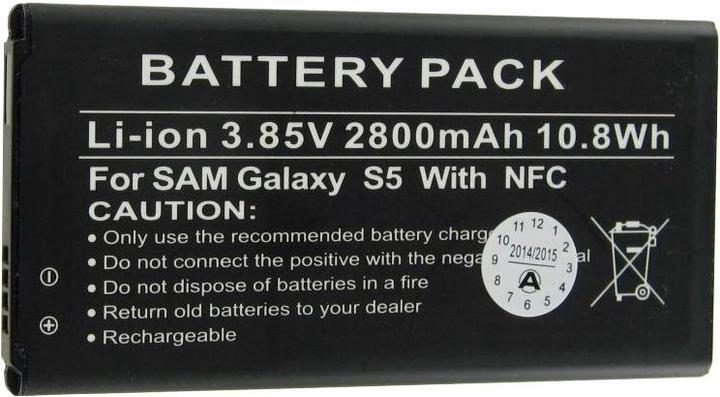 BATTERY PACK
Li-ion 3.85V 2800mAh 10.8Wh
For SAM Galaxy S5 With NFC
CAUTION:
• Only use the recommended battery
• Do not connect the positive with the
• Do not dispose of batteries in a fire
• Return old batteries to your dealer
• Rechargeable
11 12 1
10 2
2014/2015
9 3
8 A 4
7 6 5